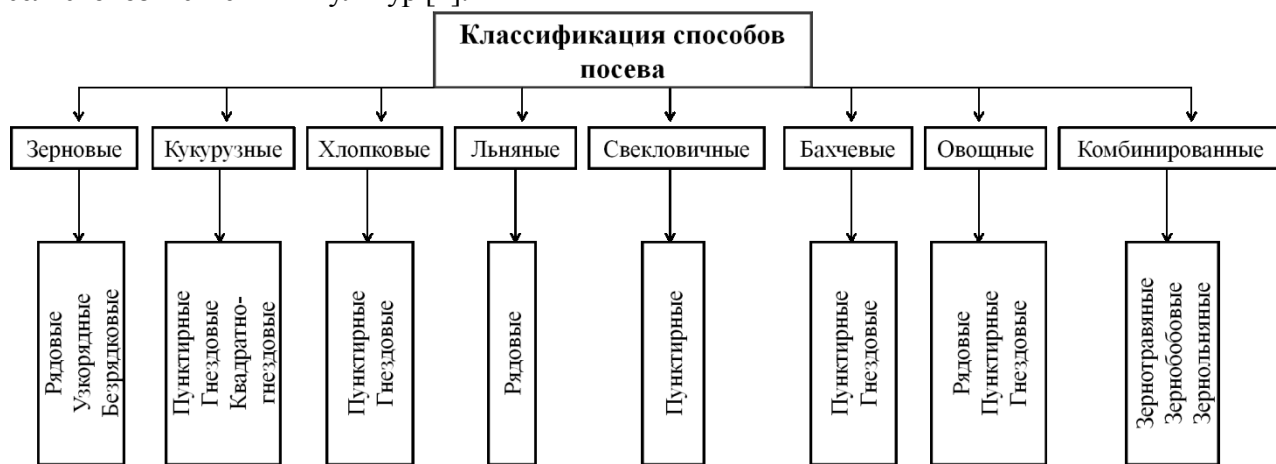 Классификация способов
посева
Зерновые
Кукурузные
Хлопковые
Льняные
Свекловичные
Бахчевые
Овощные
Комбинированные
Рядовые
Узкорядные
Безрядковые
Пунктирные
Гнездовые
Квадратно-
гнездовые
Пунктирные
Гнездовые
Рядовые
Пунктирные
Пунктирные
Гнездовые
Рядовые
Пунктирные
Гнездовые
Зернотравяные
Зернобобовые
Зернольняные